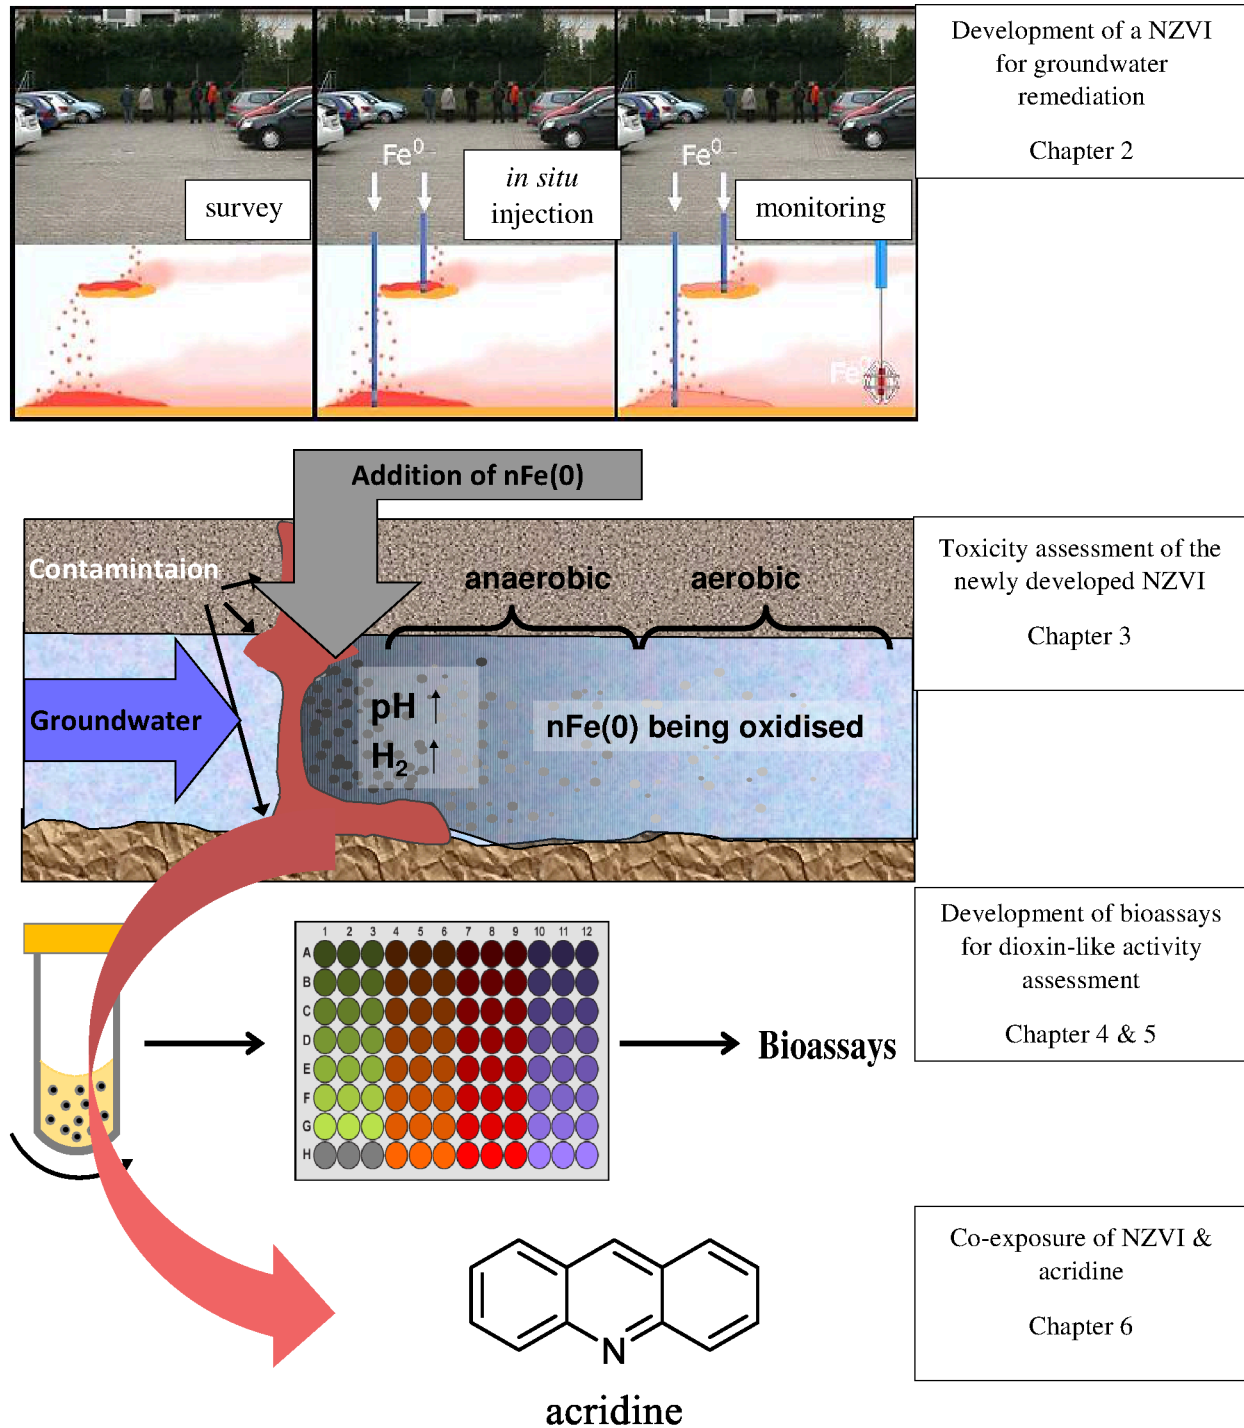 Development of a NZVI
for groundwater
remediation
Chapter 2
Fe0
Fe0
survey
in situ
injection
monitoring
Fe0
Addition of nFe(0)
Contamintaion
anaerobic
aerobic
Groundwater
pH ↑
H2 ↑
nFe(0) being oxidised
Toxicity assessment of the
newly developed NZVI
Chapter 3
1 2 3 4 5 6 7 8 9 10 11 12
A
B
C
D
E
F
G
H
Bioassays
Development of bioassays
for dioxin-like activity
assessment
Chapter 4 & 5
N
acridine
Co-exposure of NZVI &
acridine
Chapter 6